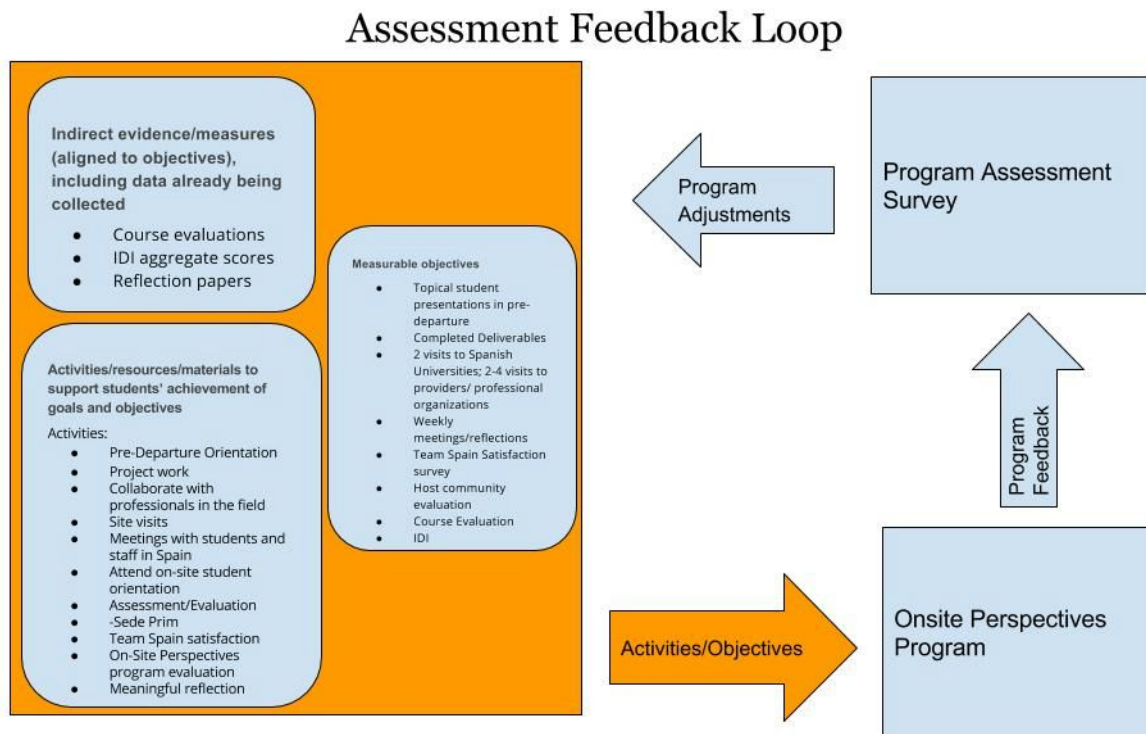 Assessment Feedback Loop
Indirect evidence/measures
(aligned to objectives),
including data already being
collected
● Course evaluations
● IDI aggregate scores
● Reflection papers
Activities/resources/materials to
support students' achievement of
goals and objectives
Activities:
● Pre-Departure Orientation
● Project work
● Collaborate with
professionals in the field
● Site visits
● Meetings with students and
staff in Spain
● Attend on-site student
orientation
● Assessment/Evaluation
● -Sede Prim
● Team Spain satisfaction
● On-Site Perspectives
program evaluation
● Meaningful reflection
Measurable objectives
● Topical student
presentations in pre-
departure
● Completed Deliverables
● 2 visits to Spanish
Universities; 2-4 visits to
providers/ professional
organizations
● Weekly
meetings/reflections
● Team Spain Satisfaction
survey
● Host community
evaluation
● Course Evaluation
● IDI
Program
Adjustments
Program Assessment
Survey
Program
Feedback
Activities/Objectives
Onsite Perspectives
Program